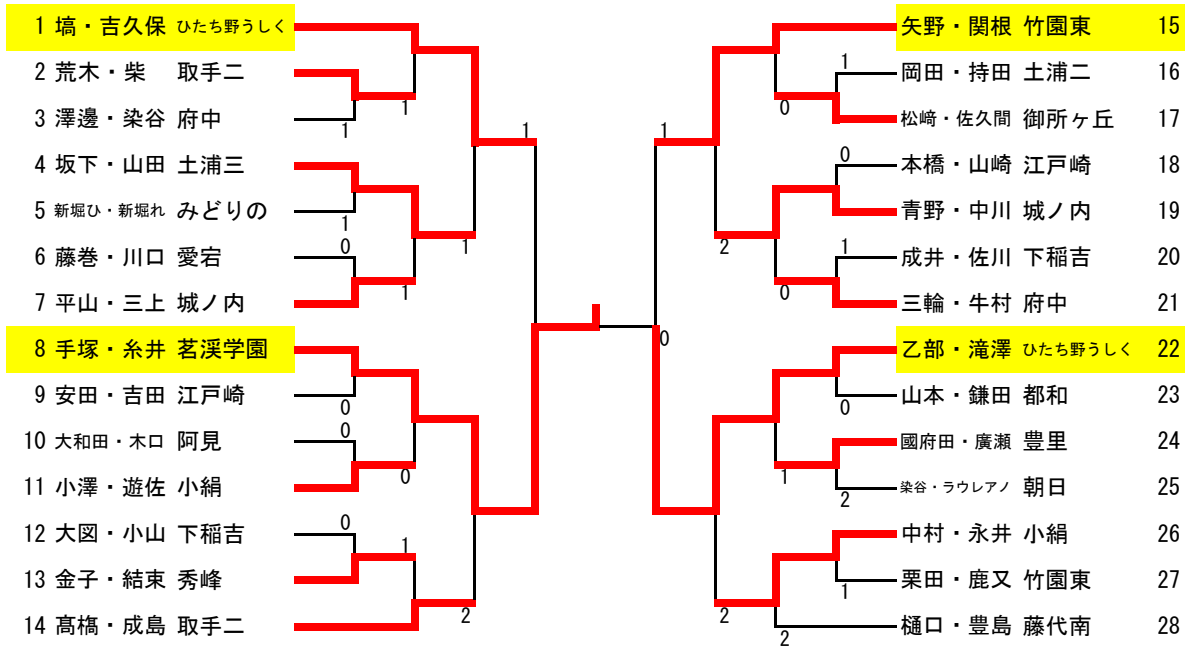 1 塙・吉久保 ひたち野うしく
2 荒木・柴 取手二
3 澤邊・染谷 府中
4 坂下・山田 土浦三
5 新堀ひ・新堀れ みどりの
6 藤巻・川口 愛宕
7 平山・三上 城ノ内
8 手塚・糸井 茗渓学園
9 安田・吉田 江戸崎
10 大和田・木口 阿見
11 小澤・遊佐 小絹
12 大図・小山 下稲吉
13 金子・結束 秀峰
14 髙橋・成島 取手二
1
1
1
0
1
0
0
0
1
0
1
2
1
1
0
1
0
0
1
0
2
0
1
2
1
2
2
矢野・関根 竹園東 15
岡田・持田 土浦二 16
松﨑・佐久間 御所ヶ丘 17
本橋・山崎 江戸崎 18
青野・中川 城ノ内 19
成井・佐川 下稲吉 20
三輪・牛村 府中 21
乙部・滝澤 ひたち野うしく 22
山本・鎌田 都和 23
國府田・廣瀬 豊里 24
染谷・ラウレアノ 朝日 25
中村・永井 小絹 26
栗田・鹿又 竹園東 27
樋口・豊島 藤代南 28